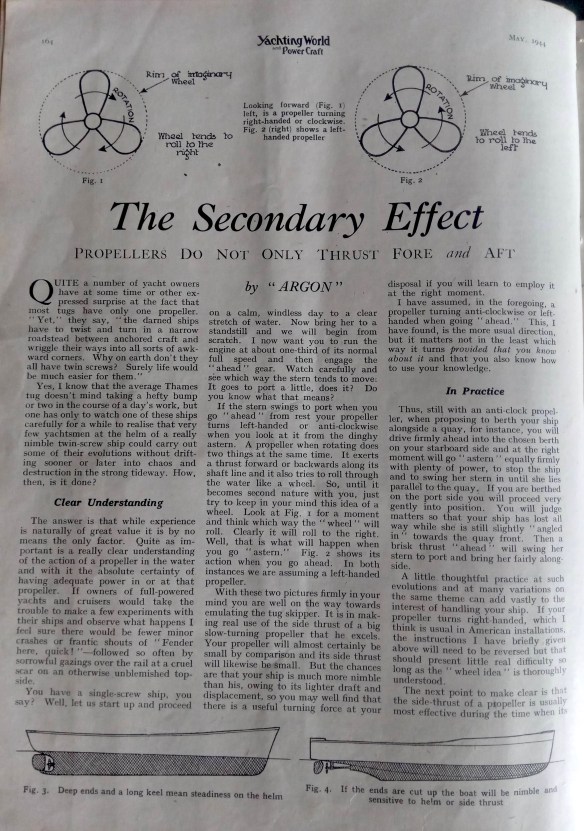 164
Yachting World
and Power Craft
MAY, 1944
Rim of imaginary
wheel
ROTATION
Wheel tends to
roll to the
right
Fig. 1
Looking forward (Fig. 1)
left, is a propeller turning
right-handed or clockwise.
Fig. 2 (right) shows a left-
handed propeller
Rim of imaginary
wheel
ROTATION
Wheel tends
to roll to the
left
Fig. 2
The Secondary Effect
PROPELLERS DO NOT ONLY THRUST FORE and AFT
by "ARGON"
QUITE a number of yacht owners
have at some time or other ex-
pressed surprise at the fact that
most tugs have only one propeller.
"Yet," they say, "the darned ships
have to twist and turn in a narrow
roadstead between anchored craft and
wriggle their ways into all sorts of awk-
ward corners. Why on earth don't they
all have twin screws? Surely life would
be much easier for them."
Yes, I know that the average Thames
tug doesn't mind taking a hefty bump
or two in the course of a day's work, but
one has only to watch one of these ships
carefully for a while to realise that very
few yachtsmen at the helm of a really
nimble twin-screw ship could carry out
some of their evolutions without drift-
ing sooner or later into chaos and
destruction in the strong tideway. How,
then, is it done?
Clear Understanding
The answer is that while experience
is naturally of great value it is by no
means the only factor. Quite as im-
portant is a really clear understanding
of the action of a propeller in the water
and with it the absolute certainty of
having adequate power in or at that
propeller. If owners of full-powered
yachts and cruisers would take the
trouble to make a few experiments with
their ships and observe what happens I
feel sure there would be fewer minor
crashes or frantic shouts of "Fender
here, quick!"—followed so often by
sorrowful gazings over the rail at a cruel
scar on an otherwise unblemished top-
side.
You have a single-screw ship, you
say? Well, let us start up and proceed
on a calm, windless day to a clear
stretch of water. Now bring her to a
standstill and we will begin from
scratch. I now want you to run the
engine at about one-third of its normal
full speed and then engage the
"ahead" gear. Watch carefully and
see which way the stern tends to move.
It goes to port a little, does it? Do
you know what that means?
If the stern swings to port when you
go "ahead" from rest your propeller
turns left-handed or anti-clockwise
when you look at it from the dinghy
astern. A propeller when rotating does
two things at the same time. It exerts
a thrust forward or backwards along its
shaft line and it also tries to roll through
the water like a wheel. So, until it
becomes second nature with you, just
try to keep in your mind this idea of a
wheel. Look at Fig. 1 for a moment
and think which way the "wheel" will
roll. Clearly it will roll to the right.
Well, that is what will happen when
you go "astern." Fig. 2 shows its
action when you go ahead. In both
instances we are assuming a left-handed
propeller.
With these two pictures firmly in your
mind you are well on the way towards
emulating the tug skipper. It is in mak-
ing real use of the side thrust of a big
slow-turning propeller that he excels.
Your propeller will almost certainly be
small by comparison and its side thrust
will likewise be small. But the chances
are that your ship is much more nimble
than his, owing to its lighter draft and
displacement, so you may well find that
there is a useful turning force at your
disposal if you will learn to employ it
at the right moment.
I have assumed, in the foregoing, a
propeller turning anti-clockwise or left-
handed when going "ahead." This, I
have found, is the more usual direction,
but it matters not in the least which
way it turns provided that you know
about it and that you also know how
to use your knowledge.
In Practice
Thus, still with an anti-clock propel-
ler, when proposing to berth your ship
alongside a quay, for instance, you will
drive firmly ahead into the chosen berth
on your starboard side and at the right
moment will go "astern" equally firmly
with plenty of power, to stop the ship
and to swing her stern in until she lies
parallel to the quay. If you are berthed
on the port side you will proceed very
gently into position. You will judge
matters so that your ship has lost all
way while she is still slightly "angled
in" towards the quay front. Then a
brisk thrust "ahead" will swing her
stern to port and bring her fairly along-
side.
A little thoughtful practice at such
evolutions and at many variations on
the same theme can add vastly to the
interest of handling your ship. If your
propeller turns right-handed, which I
think is usual in American installations,
the instructions I have briefly given
above will need to be reversed but that
should present little real difficulty so
long as the "wheel idea" is thoroughly
understood.
The next point to make clear is that
the side-thrust of a propeller is usually
most effective during the time when its
Fig. 3. Deep ends and a long keel mean steadiness on the helm
Fig. 4. If the ends are cut up the boat will be nimble and
sensitive to helm or side thrust